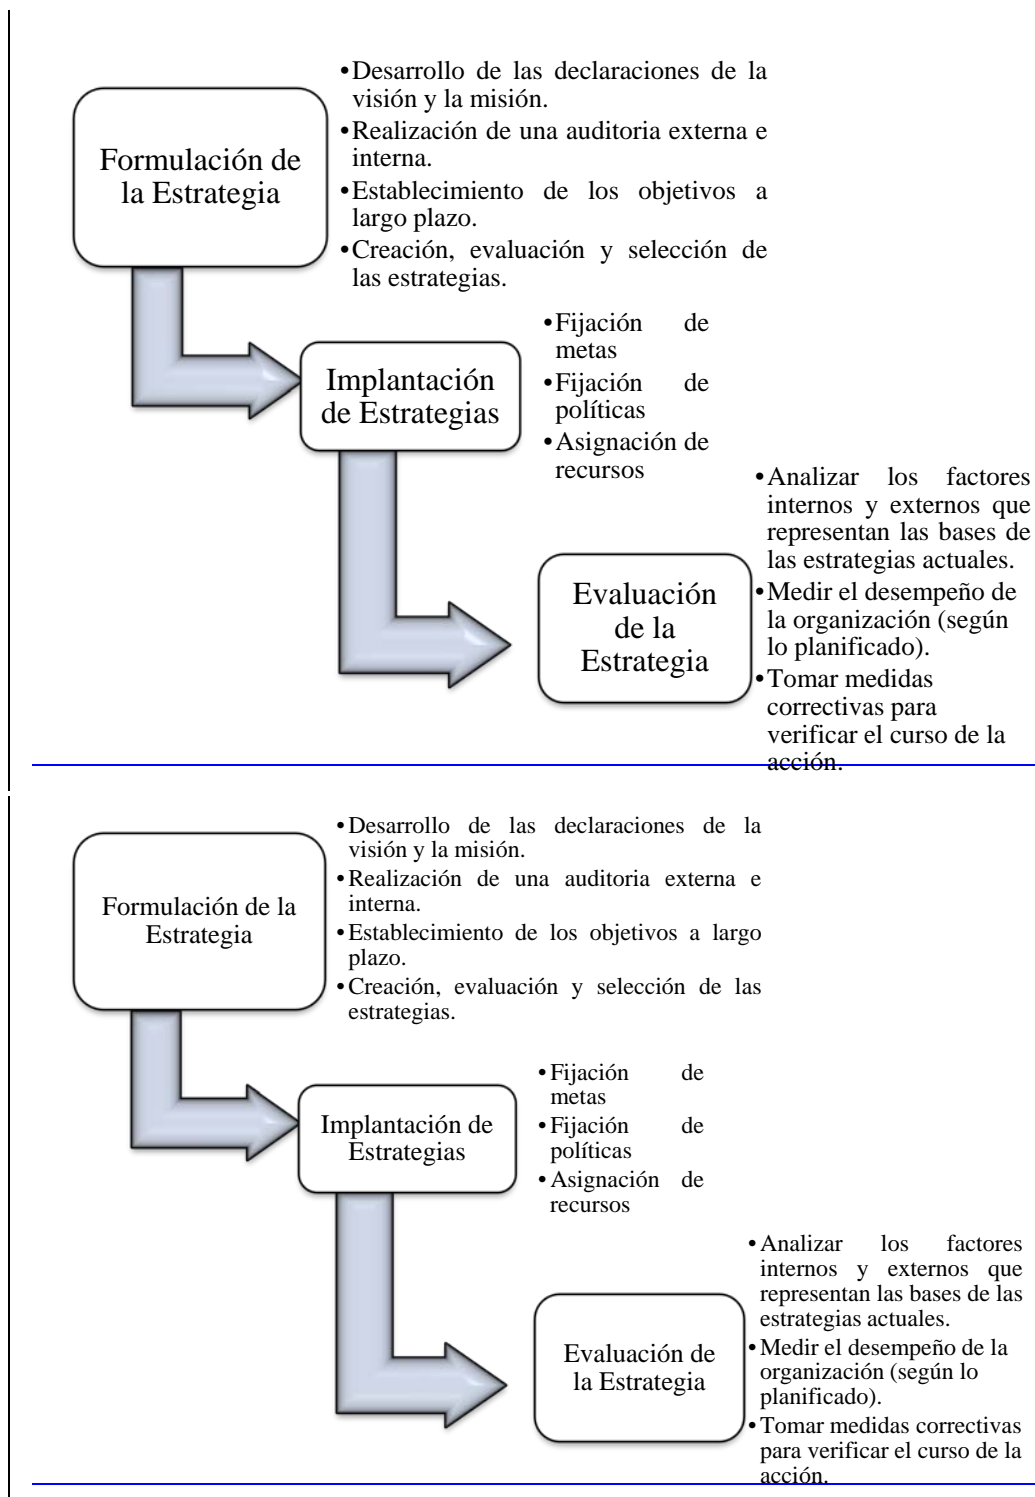 •Desarrollo de las declaraciones de la
visión y la misión.
•Realización de una auditoria externa e
interna.
•Establecimiento de los objetivos a
largo plazo.
•Creación, evaluación y selección de
las estrategias.
Formulación de
la Estrategia
•Fijación de
metas
•Fijación de
políticas
•Asignación de
recursos
Implantación
de Estrategias
•Analizar los factores
internos y externos que
representan las bases de
las estrategias actuales.
•Medir el desempeño de
la organización (según
lo planificado).
•Tomar medidas
correctivas para
verificar el curso de la
acción.
Evaluación
de la
Estrategia
•Desarrollo de las declaraciones de la
visión y la misión.
•Realización de una auditoria externa e
interna.
•Establecimiento de los objetivos a largo
plazo.
•Creación, evaluación y selección de las
estrategias.
Formulación de la
Estrategia
•Fijación de
metas
•Fijación de
políticas
•Asignación de
recursos
Implantación de
Estrategias
•Analizar los factores
internos y externos que
representan las bases de las
estrategias actuales.
•Medir el desempeño de la
organización (según lo
planificado).
•Tomar medidas correctivas
para verificar el curso de la
acción.
Evaluación de
la Estrategia